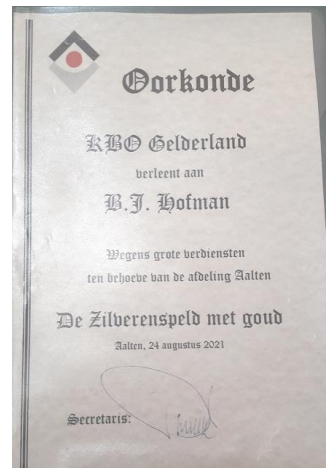 Oorkonde
KBO Gelderland
verleent aan
B.J. Hofman
Wegens grote verdiensten
ten behoeve van de afdeling Aalten
De Zilverenspeld met goud
Aalten, 24 augustus 2021
Secretaris: